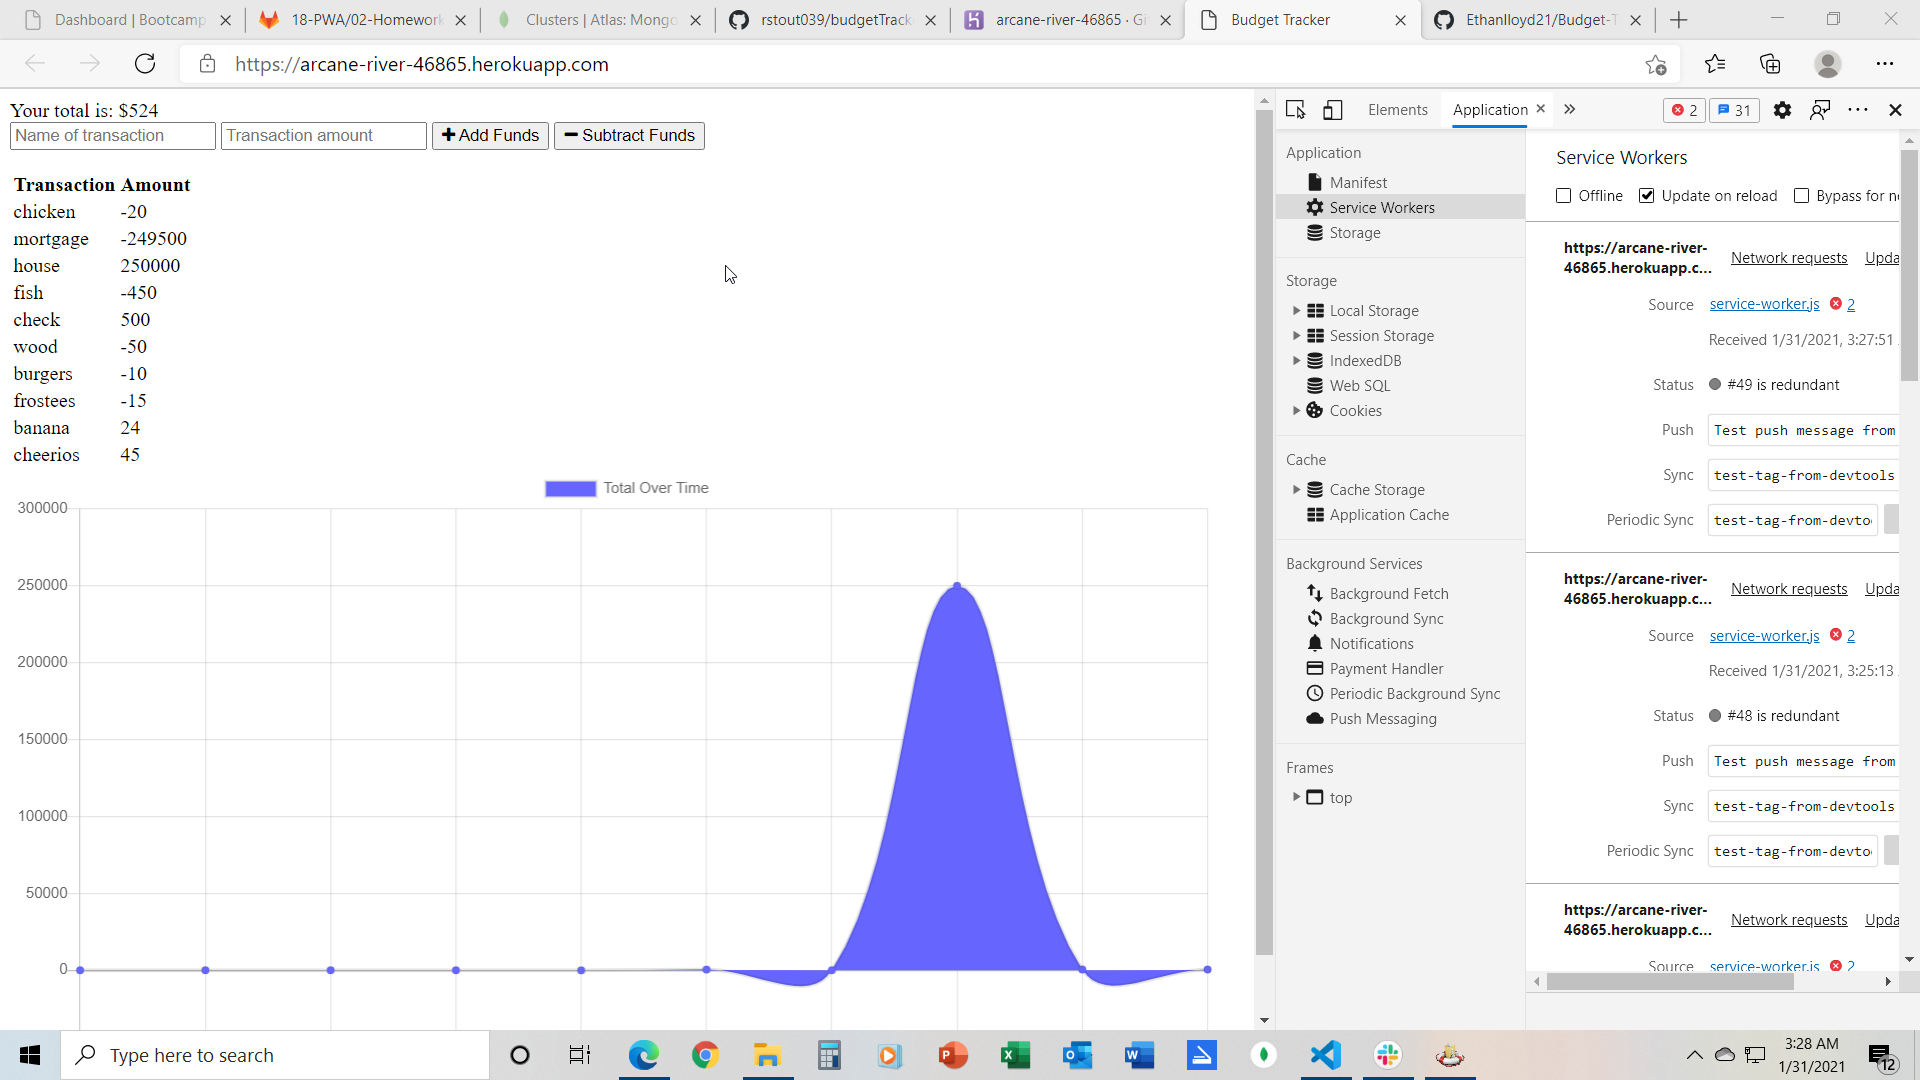 Dashboard | Bootcamp
18-PWA/02-Homework
Clusters | Atlas: Mongo
rstout039/budgetTrack
arcane-river-46865 · Gi
Budget Tracker
Ethanlloyd21/Budget-T
https://arcane-river-46865.herokuapp.com
Your total is: $524
Name of transaction
Transaction amount
Add Funds
Subtract Funds
Transaction Amount
chicken -20
mortgage -249500
house 250000
fish -450
check 500
wood -50
burgers -10
frostees -15
banana 24
cheerios 45
Total Over Time
300000
250000
200000
150000
100000
50000
0
Elements
Application
2
31
Application
Manifest
Service Workers
Storage
Storage
Local Storage
Session Storage
IndexedDB
Web SQL
Cookies
Cache
Cache Storage
Application Cache
Background Services
Background Fetch
Background Sync
Notifications
Payment Handler
Periodic Background Sync
Push Messaging
Frames
top
Service Workers
Offline Update on reload Bypass for ne
https://arcane-river-
46865.herokuapp.c... Network requests Upda
Source service-worker.js 2
Received 1/31/2021, 3:27:51
Status #49 is redundant
Push Test push message from
Sync test-tag-from-devtools
Periodic Sync test-tag-from-devto
https://arcane-river-
46865.herokuapp.c... Network requests Upda
Source service-worker.js 2
Received 1/31/2021, 3:25:13
Status #48 is redundant
Push Test push message from
Sync test-tag-from-devtools
Periodic Sync test-tag-from-devto
https://arcane-river-
46865.herokuapp.c... Network requests Upda
Source service-worker.js 2
Type here to search
3:28 AM
1/31/2021
12